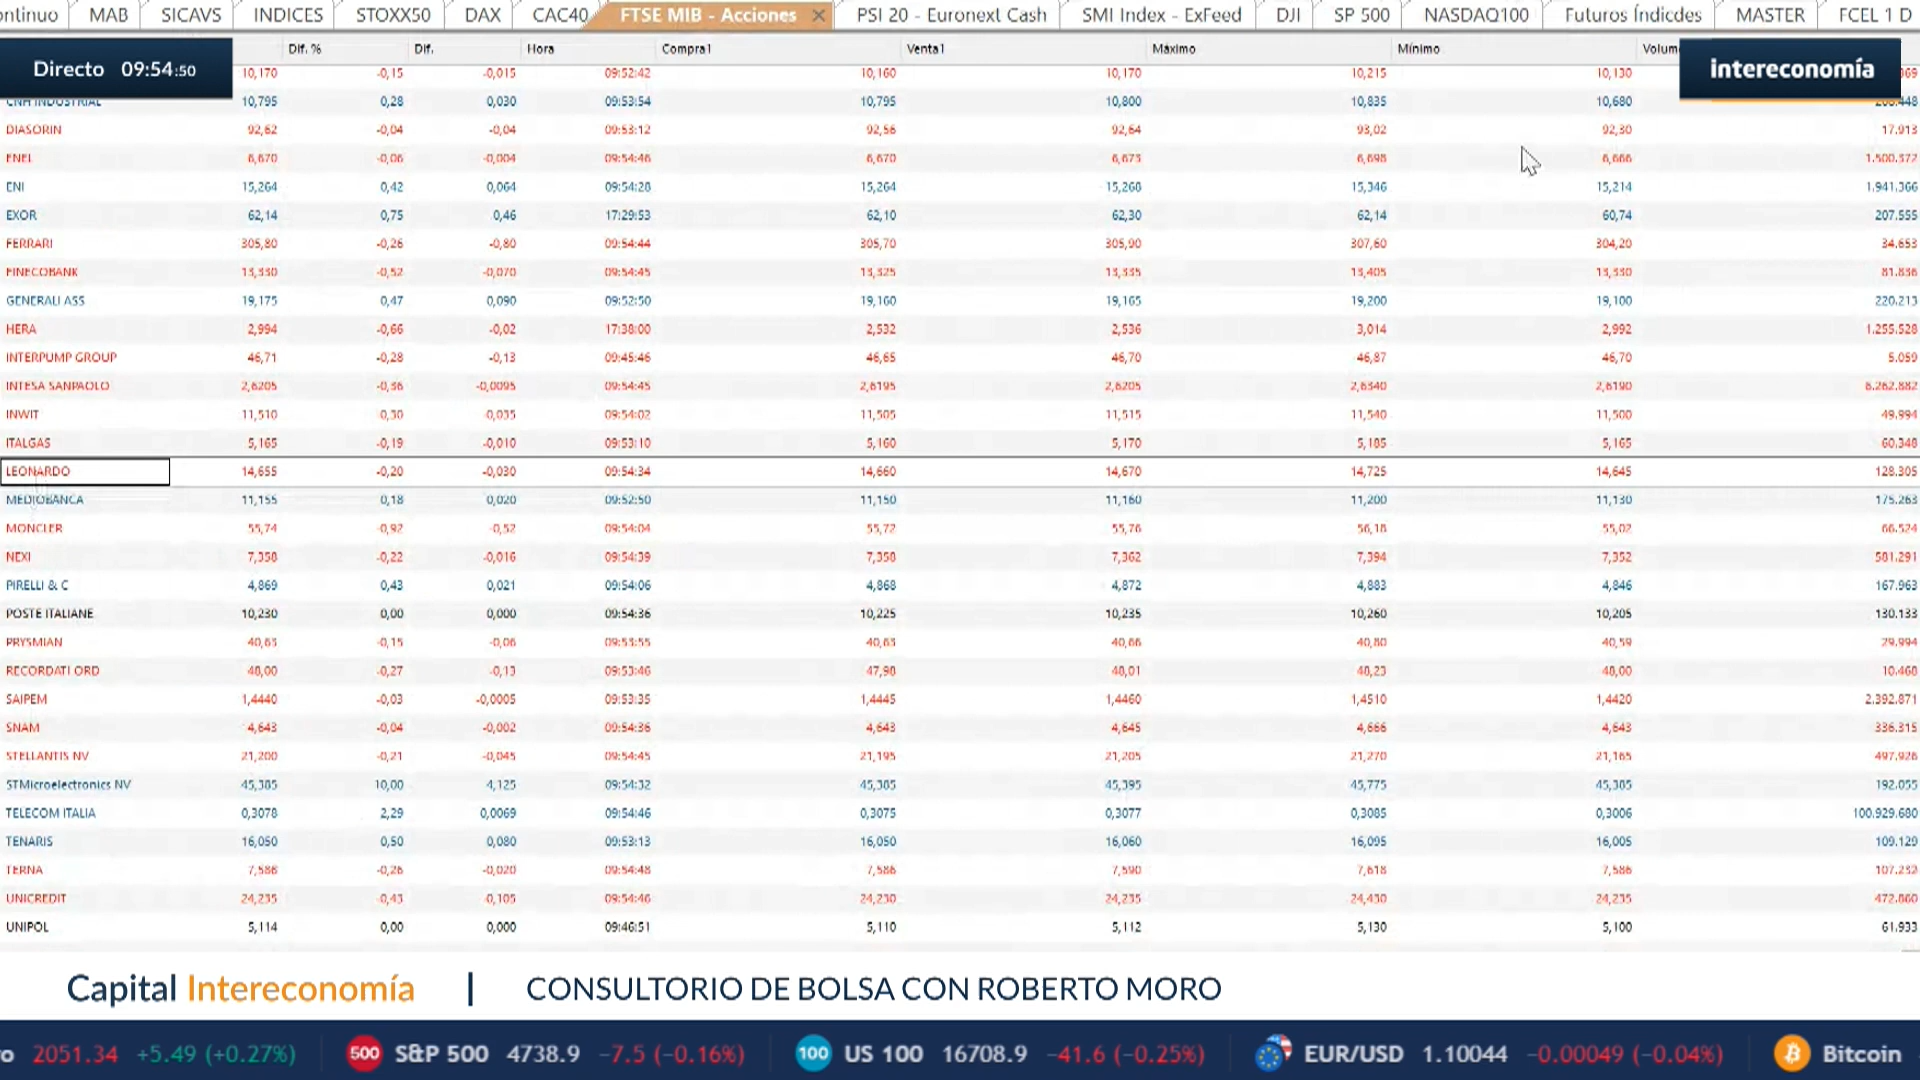 ontinuo MAB SICAVS INDICES STOXX50 DAX CAC40 FTSE MIB - Acciones PSI 20 - Euronext Cash SMI Index - ExFeed DJI SP 500 NASDAQ100 Futuros Índicdes MASTER FCEL 1 D
Dif. % Dif. Hora Compra1 Venta1 Máximo Mínimo Volum
Directo 09:54:50
intereconomía
10,170 -0,15 -0,015 09:52:42 10,160 10,170 10,215 10,130 069
CNH INDUSTRIAL 10,795 0,28 0,030 09:53:54 10,795 10,800 10,835 10,680 208.448
DIASORIN 92,62 -0,04 -0,04 09:53:12 92,56 92,64 93,02 92,30 17.913
ENEL 6,670 -0,06 -0,004 09:54:46 6,670 6,673 6,698 6,666 1.500.372
ENI 15,264 0,42 0,064 09:54:28 15,264 15,268 15,346 15,214 1.941.366
EXOR 62,14 0,75 0,46 17:29:53 62,10 62,30 62,14 60,74 207.555
FERRARI 305,80 -0,26 -0,80 09:54:44 305,70 305,90 307,60 304,20 34.653
FINECOBANK 13,330 -0,52 -0,070 09:54:45 13,325 13,335 13,405 13,330 81.836
GENERALI ASS 19,175 0,47 0,090 09:52:50 19,160 19,165 19,200 19,100 220.213
HERA 2,994 -0,66 -0,02 17:38:00 2,532 2,536 3,014 2,992 1.255.528
INTERPUMP GROUP 46,71 -0,28 -0,13 09:45:46 46,65 46,70 46,87 46,70 5.059
INTESA SANPAOLO 2,6205 -0,36 -0,0095 09:54:45 2,6195 2,6205 2,6340 2,6190 6.262.882
INWIT 11,510 -0,30 -0,035 09:54:02 11,505 11,515 11,540 11,500 49.994
ITALGAS 5,165 -0,19 -0,010 09:53:10 5,160 5,170 5,185 5,165 60.348
LEONARDO 14,655 -0,20 -0,030 09:54:34 14,660 14,670 14,725 14,645 128.305
MEDIOBANCA 11,155 0,18 0,020 09:52:50 11,150 11,160 11,200 11,130 175.263
MONCLER 55,74 -0,92 -0,52 09:54:04 55,72 55,76 56,18 55,02 66.524
NEXI 7,358 -0,22 -0,016 09:54:39 7,358 7,362 7,394 7,352 581.291
PIRELLI & C 4,869 0,43 0,021 09:54:06 4,868 4,872 4,883 4,846 167.963
POSTE ITALIANE 10,230 0,00 0,000 09:54:36 10,225 10,235 10,260 10,205 130.133
PRYSMIAN 40,63 -0,15 -0,06 09:53:55 40,63 40,66 40,80 40,59 29.994
RECORDATI ORD 48,00 -0,27 -0,13 09:53:46 47,98 48,01 48,23 48,00 10.468
SAIPEM 1,4440 -0,03 -0,0005 09:53:35 1,4445 1,4460 1,4510 1,4420 2.392.871
SNAM 4,643 -0,04 -0,002 09:54:36 4,643 4,645 4,666 4,643 336.315
STELLANTIS NV 21,200 -0,21 -0,045 09:54:45 21,195 21,205 21,270 21,165 497.926
STMicroelectronics NV 45,385 10,00 4,125 09:54:32 45,385 45,395 45,775 45,385 192.055
TELECOM ITALIA 0,3078 2,29 0,0069 09:54:46 0,3075 0,3077 0,3085 0,3006 100.929.680
TENARIS 16,050 0,50 0,080 09:53:13 16,050 16,060 16,095 16,005 109.129
TERNA 7,586 -0,26 -0,020 09:54:48 7,586 7,590 7,618 7,586 107.232
UNICREDIT 24,235 -0,43 -0,105 09:54:46 24,230 24,235 24,430 24,235 472.860
UNIPOL 5,114 0,00 0,000 09:46:51 5,110 5,112 5,130 5,100 61.933
Capital Intereconomía | CONSULTORIO DE BOLSA CON ROBERTO MORO
o 2051.34 +5.49 (+0.27%) 500 S&P 500 4738.9 −7.5 (−0.16%) 100 US 100 16708.9 −41.6 (−0.25%) EUR/USD 1.10044 −0.00049 (−0.04%) Bitcoin